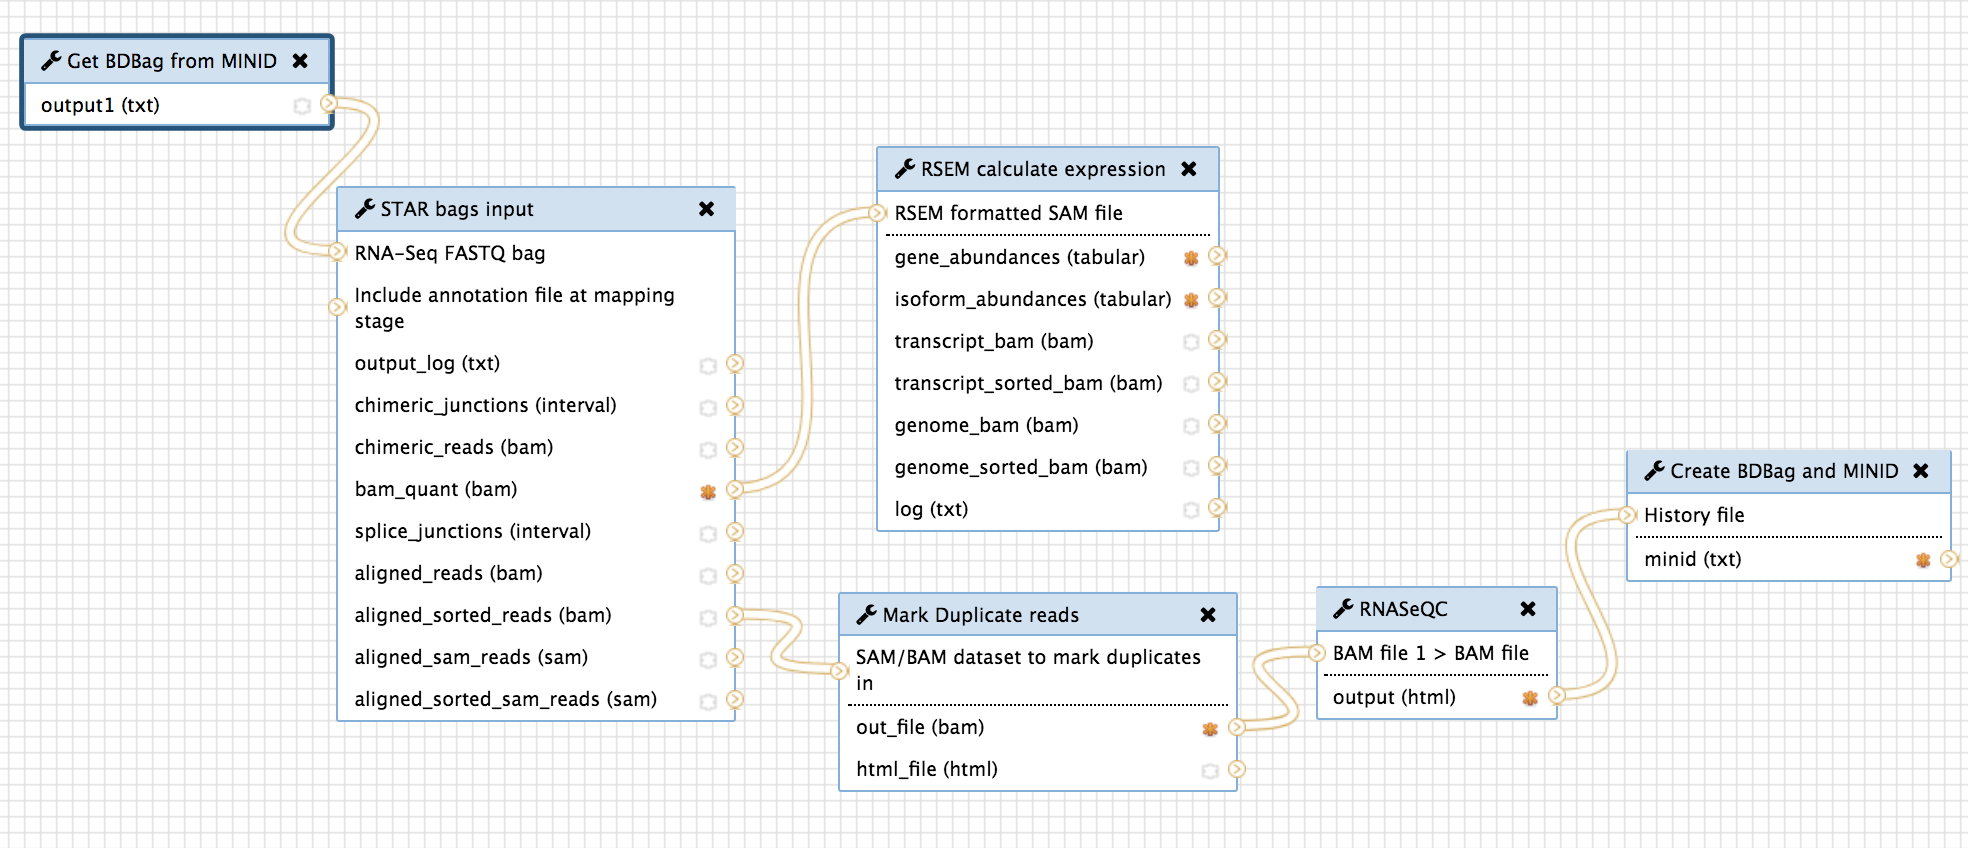 Get BDBag from MINID
output1 (txt)
STAR bags input
RNA-Seq FASTQ bag
Include annotation file at mapping
stage
output_log (txt)
chimeric_junctions (interval)
chimeric_reads (bam)
bam_quant (bam)
splice_junctions (interval)
aligned_reads (bam)
aligned_sorted_reads (bam)
aligned_sam_reads (sam)
aligned_sorted_sam_reads (sam)
RSEM calculate expression
RSEM formatted SAM file
gene_abundances (tabular)
isoform_abundances (tabular)
transcript_bam (bam)
transcript_sorted_bam (bam)
genome_bam (bam)
genome_sorted_bam (bam)
log (txt)
Mark Duplicate reads
SAM/BAM dataset to mark duplicates
in
out_file (bam)
html_file (html)
RNASeQC
BAM file 1 > BAM file
output (html)
Create BDBag and MINID
History file
minid (txt)